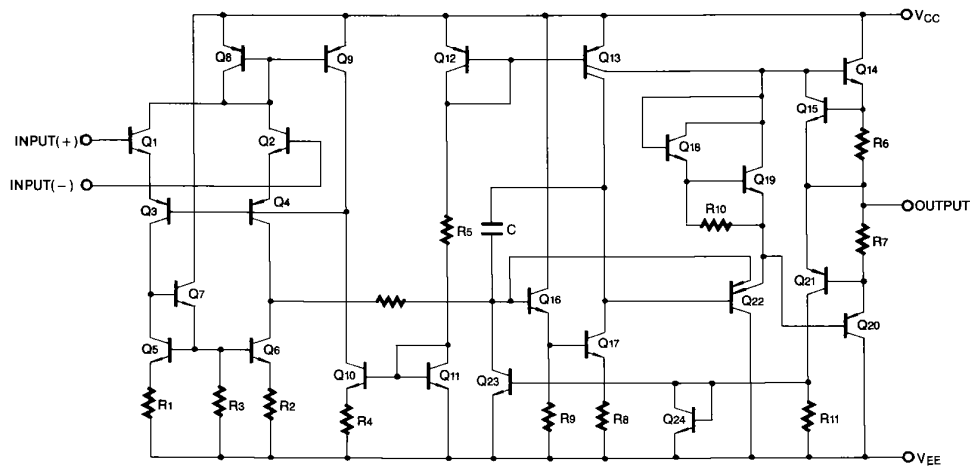 VCC
Q8
Q9
Q12
Q13
Q14
Q15
INPUT(+)
Q1
Q2
Q18
R6
INPUT(-)
Q19
Q3
Q4
OUTPUT
R10
R5
C
R7
Q7
Q16
Q22
Q21
Q20
Q5
Q6
Q17
Q10
Q11
Q23
R1
R3
R2
R4
R9
R8
Q24
R11
VEE